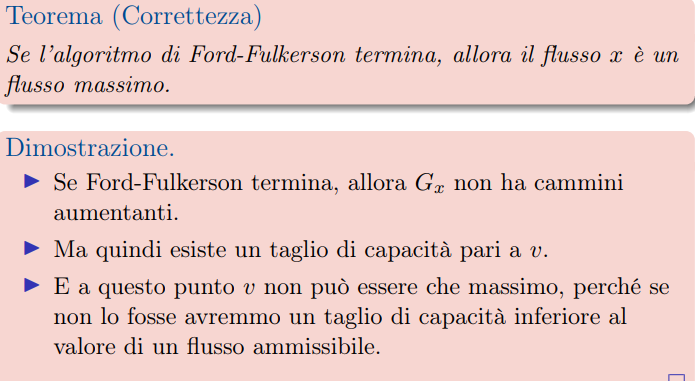 Teorema (Correttezza)
Se l'algoritmo di Ford-Fulkerson termina, allora il flusso x è un
flusso massimo.
Dimostrazione.
▶ Se Ford-Fulkerson termina, allora Gₓ non ha cammini
aumentanti.
▶ Ma quindi esiste un taglio di capacità pari a v.
▶ E a questo punto v non può essere che massimo, perché se
non lo fosse avremmo un taglio di capacità inferiore al
valore di un flusso ammissibile.